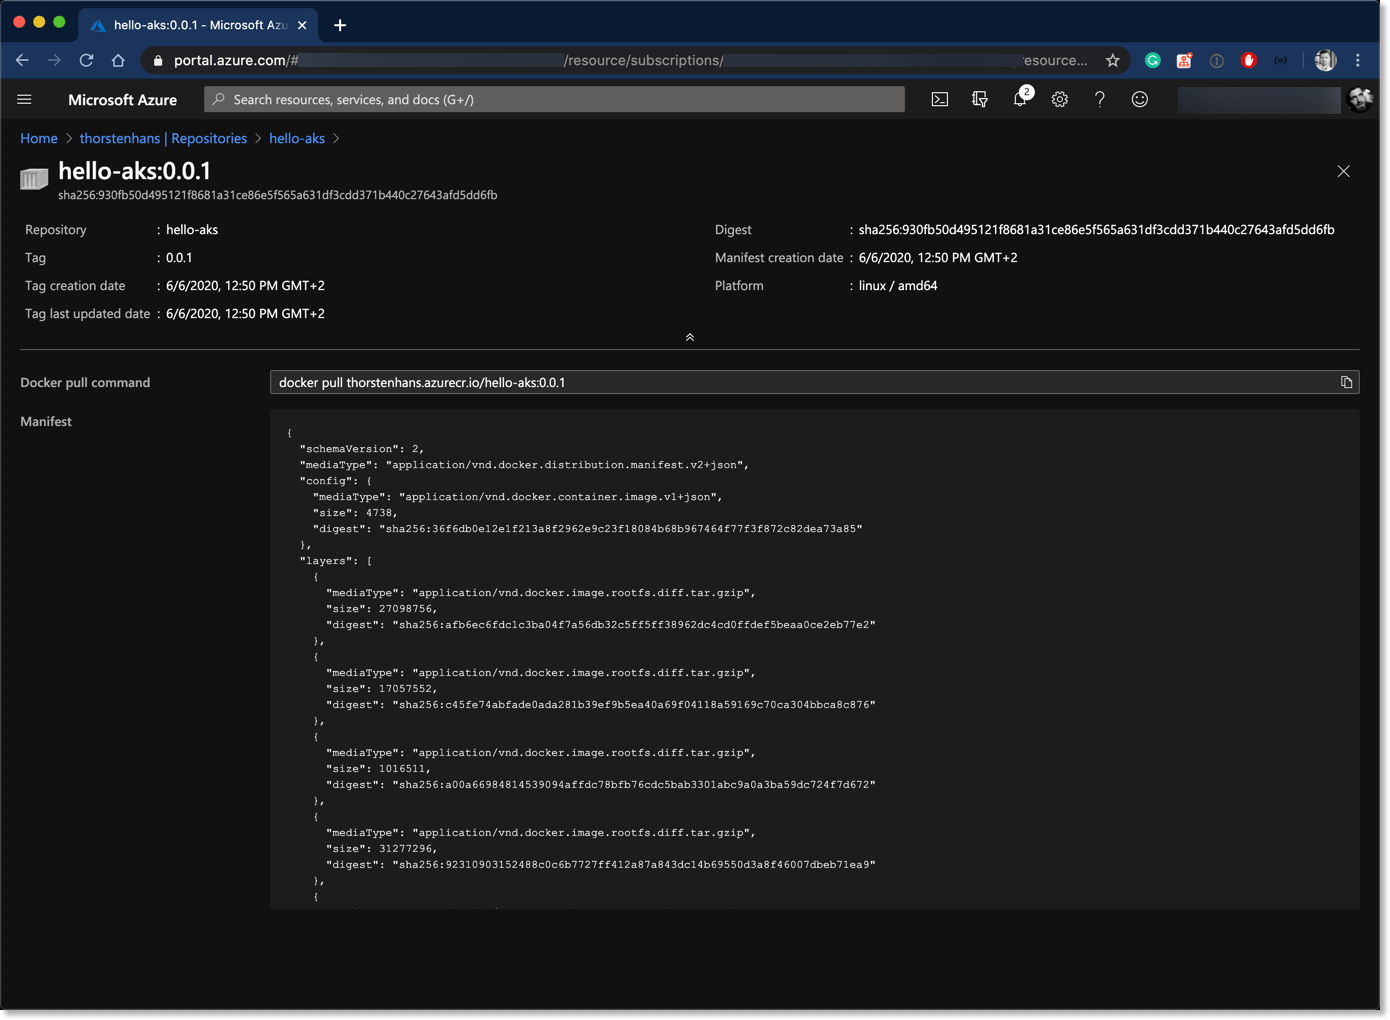 hello-aks:0.0.1 - Microsoft Azu
portal.azure.com/# /resource/subscriptions/ resource...
Microsoft Azure
Search resources, services, and docs (G+/)
2
Home > thorstenhans | Repositories > hello-aks >
hello-aks:0.0.1
sha256:930fb50d495121f8681a31ce86e5f565a631df3cdd371b440c27643afd5dd6fb
Repository : hello-aks
Tag : 0.0.1
Tag creation date : 6/6/2020, 12:50 PM GMT+2
Tag last updated date : 6/6/2020, 12:50 PM GMT+2
Digest : sha256:930fb50d495121f8681a31ce86e5f565a631df3cdd371b440c27643afd5dd6fb
Manifest creation date : 6/6/2020, 12:50 PM GMT+2
Platform : linux / amd64
Docker pull command
docker pull thorstenhans.azurecr.io/hello-aks:0.0.1
Manifest
{
"schemaVersion": 2,
"mediaType": "application/vnd.docker.distribution.manifest.v2+json",
"config": {
"mediaType": "application/vnd.docker.container.image.v1+json",
"size": 4738,
"digest": "sha256:36f6db0e12e1f213a8f2962e9c23f18084b68b967464f77f3f872c82dea73a85"
},
"layers": [
{
"mediaType": "application/vnd.docker.image.rootfs.diff.tar.gzip",
"size": 27098756,
"digest": "sha256:afb6ec6fdc1c3ba04f7a56db32c5ff5ff38962dc4cd0ffdef5beaa0ce2eb77e2"
},
{
"mediaType": "application/vnd.docker.image.rootfs.diff.tar.gzip",
"size": 17057552,
"digest": "sha256:c45fe74abfade0ada281b39ef9b5ea40a69f04118a59169c70ca304bbca8c876"
},
{
"mediaType": "application/vnd.docker.image.rootfs.diff.tar.gzip",
"size": 1016511,
"digest": "sha256:a00a66984814539094affdc78bfb76cdc5bab3301abc9a0a3ba59dc724f7d672"
},
{
"mediaType": "application/vnd.docker.image.rootfs.diff.tar.gzip",
"size": 31277296,
"digest": "sha256:92310903152488c0c6b7727ff412a87a843dc14b69550d3a8f46007dbeb71ea9"
},
{